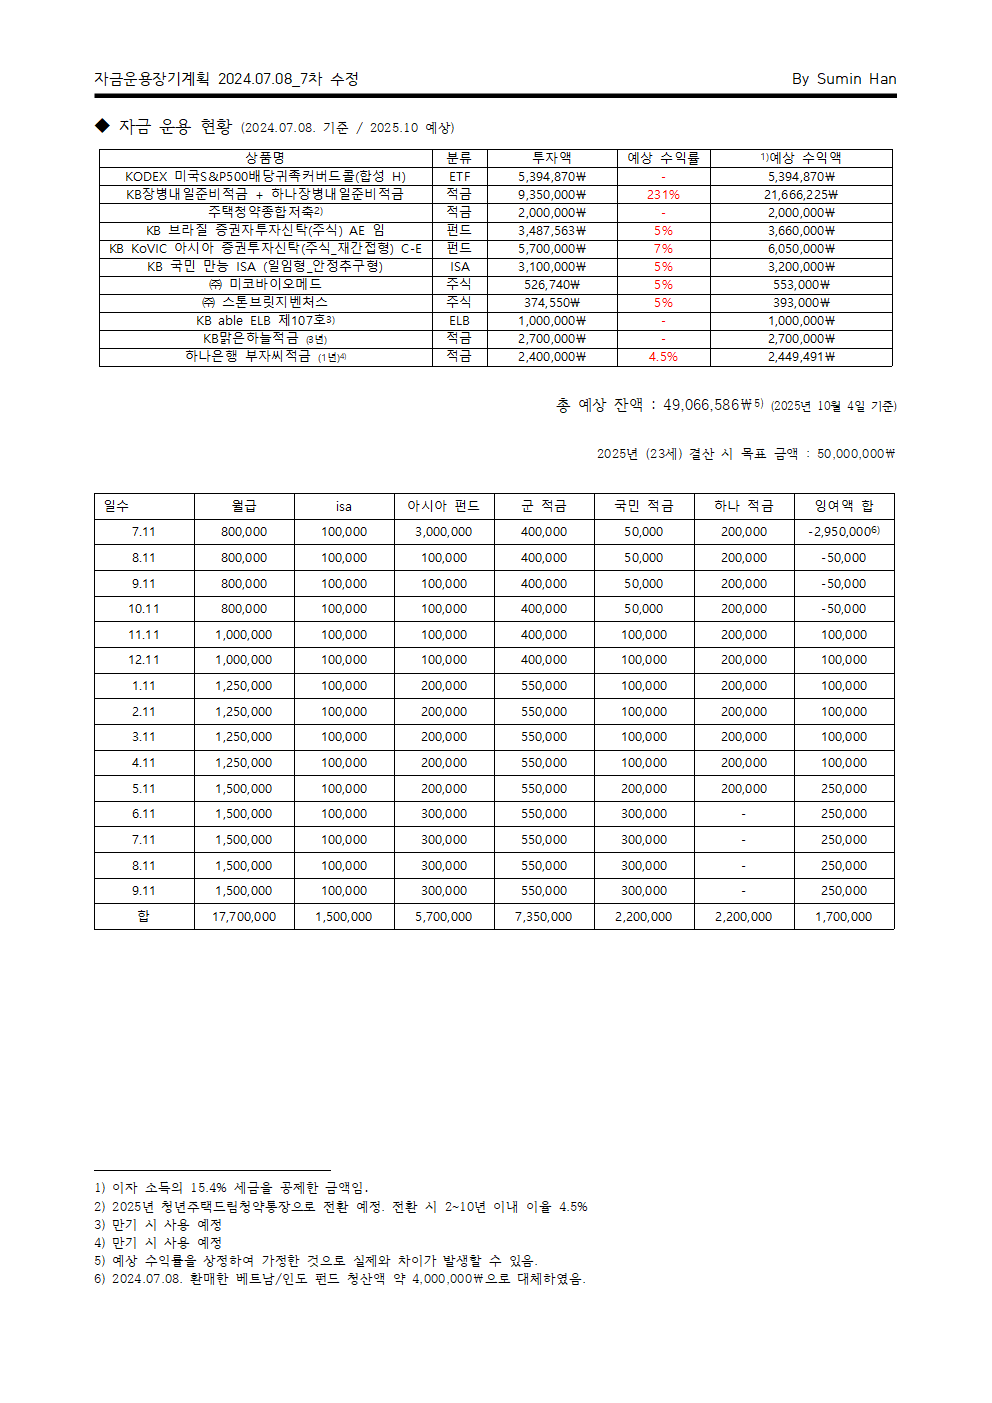 자금운용장기계획 2024.07.08_7차 수정 By Sumin Han
◆ 자금 운용 현황 (2024.07.08. 기준 / 2025.10 예상)
상품명 분류 투자액 예상 수익률 1)예상 수익액
KODEX 미국S&P500배당귀족커버드콜(합성 H) ETF 5,394,870₩ - 5,394,870₩
KB장병내일준비적금 + 하나장병내일준비적금 적금 9,350,000₩ 231% 21,666,225₩
주택청약종합저축2) 적금 2,000,000₩ - 2,000,000₩
KB 브라질 증권자투자신탁(주식) AE 임 펀드 3,487,563₩ 5% 3,660,000₩
KB KoVIC 아시아 증권투자신탁(주식_재간접형) C-E 펀드 5,700,000₩ 7% 6,050,000₩
KB 국민 만능 ISA (일임형_안정추구형) ISA 3,100,000₩ 5% 3,200,000₩
㈜ 미코바이오메드 주식 526,740₩ 5% 553,000₩
㈜ 스톤브릿지벤처스 주식 374,550₩ 5% 393,000₩
KB able ELB 제107호3) ELB 1,000,000₩ - 1,000,000₩
KB맑은하늘적금 (3년) 적금 2,700,000₩ - 2,700,000₩
하나은행 부자씨적금 (1년)4) 적금 2,400,000₩ 4.5% 2,449,491₩
총 예상 잔액 : 49,066,586₩5) (2025년 10월 4일 기준)
2025년 (23세) 결산 시 목표 금액 : 50,000,000₩
일수 월급 isa 아시아 펀드 군 적금 국민 적금 하나 적금 잉여액 합
7.11 800,000 100,000 3,000,000 400,000 50,000 200,000 -2,950,0006)
8.11 800,000 100,000 100,000 400,000 50,000 200,000 -50,000
9.11 800,000 100,000 100,000 400,000 50,000 200,000 -50,000
10.11 800,000 100,000 100,000 400,000 50,000 200,000 -50,000
11.11 1,000,000 100,000 100,000 400,000 100,000 200,000 100,000
12.11 1,000,000 100,000 100,000 400,000 100,000 200,000 100,000
1.11 1,250,000 100,000 200,000 550,000 100,000 200,000 100,000
2.11 1,250,000 100,000 200,000 550,000 100,000 200,000 100,000
3.11 1,250,000 100,000 200,000 550,000 100,000 200,000 100,000
4.11 1,250,000 100,000 200,000 550,000 100,000 200,000 100,000
5.11 1,500,000 100,000 200,000 550,000 200,000 200,000 250,000
6.11 1,500,000 100,000 300,000 550,000 300,000 - 250,000
7.11 1,500,000 100,000 300,000 550,000 300,000 - 250,000
8.11 1,500,000 100,000 300,000 550,000 300,000 - 250,000
9.11 1,500,000 100,000 300,000 550,000 300,000 - 250,000
합 17,700,000 1,500,000 5,700,000 7,350,000 2,200,000 2,200,000 1,700,000
1) 이자 소득의 15.4% 세금을 공제한 금액임.
2) 2025년 청년주택드림청약통장으로 전환 예정. 전환 시 2~10년 이내 이율 4.5%
3) 만기 시 사용 예정
4) 만기 시 사용 예정
5) 예상 수익률을 상정하여 가정한 것으로 실제와 차이가 발생할 수 있음.
6) 2024.07.08. 환매한 베트남/인도 펀드 청산액 약 4,000,000₩으로 대체하였음.